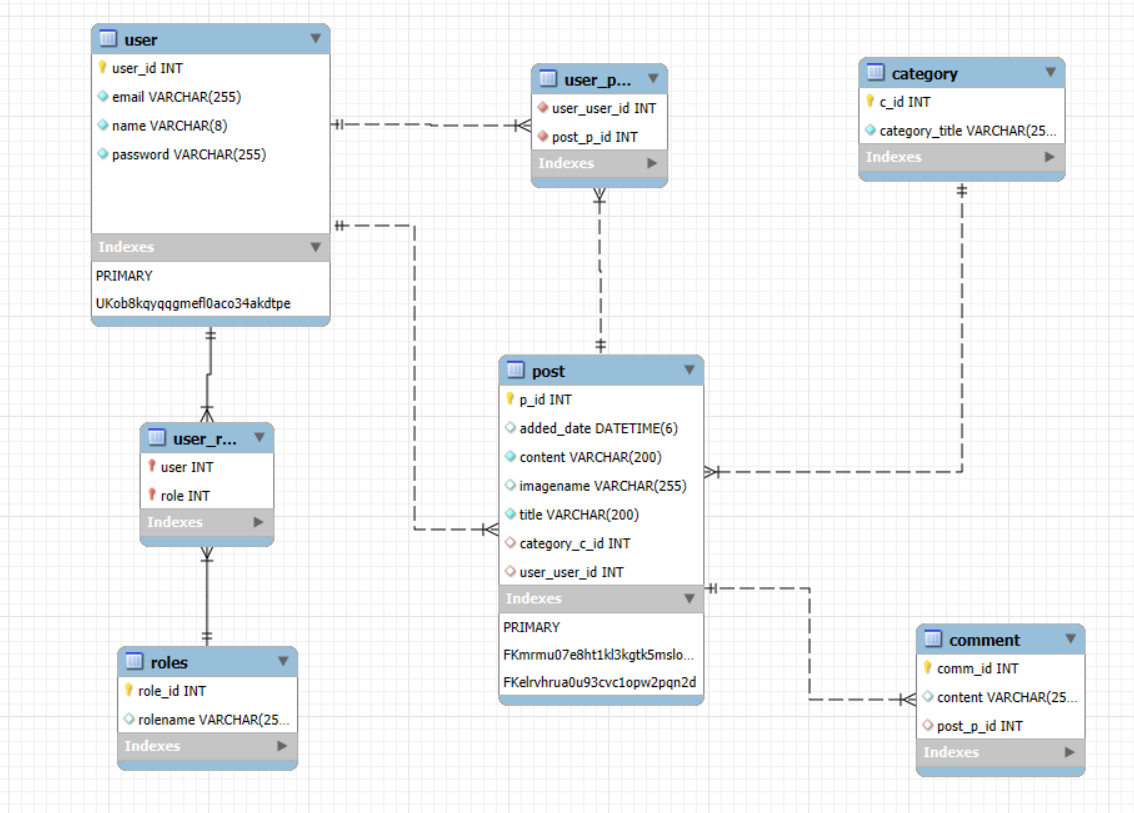 user
user_id INT
email VARCHAR(255)
name VARCHAR(8)
password VARCHAR(255)
Indexes
PRIMARY
UKob8kqyqqgmefl0aco34akdtpe
user_p...
user_user_id INT
post_p_id INT
Indexes
category
c_id INT
category_title VARCHAR(25...
Indexes
user_r...
user INT
role INT
Indexes
post
p_id INT
added_date DATETIME(6)
content VARCHAR(200)
imagename VARCHAR(255)
title VARCHAR(200)
category_c_id INT
user_user_id INT
Indexes
PRIMARY
FKmrmu07e8ht1kl3kgtk5mslo...
FKelrvhrua0u93cvc1opw2pqn2d
roles
role_id INT
rolename VARCHAR(25...
Indexes
comment
comm_id INT
content VARCHAR(25...
post_p_id INT
Indexes